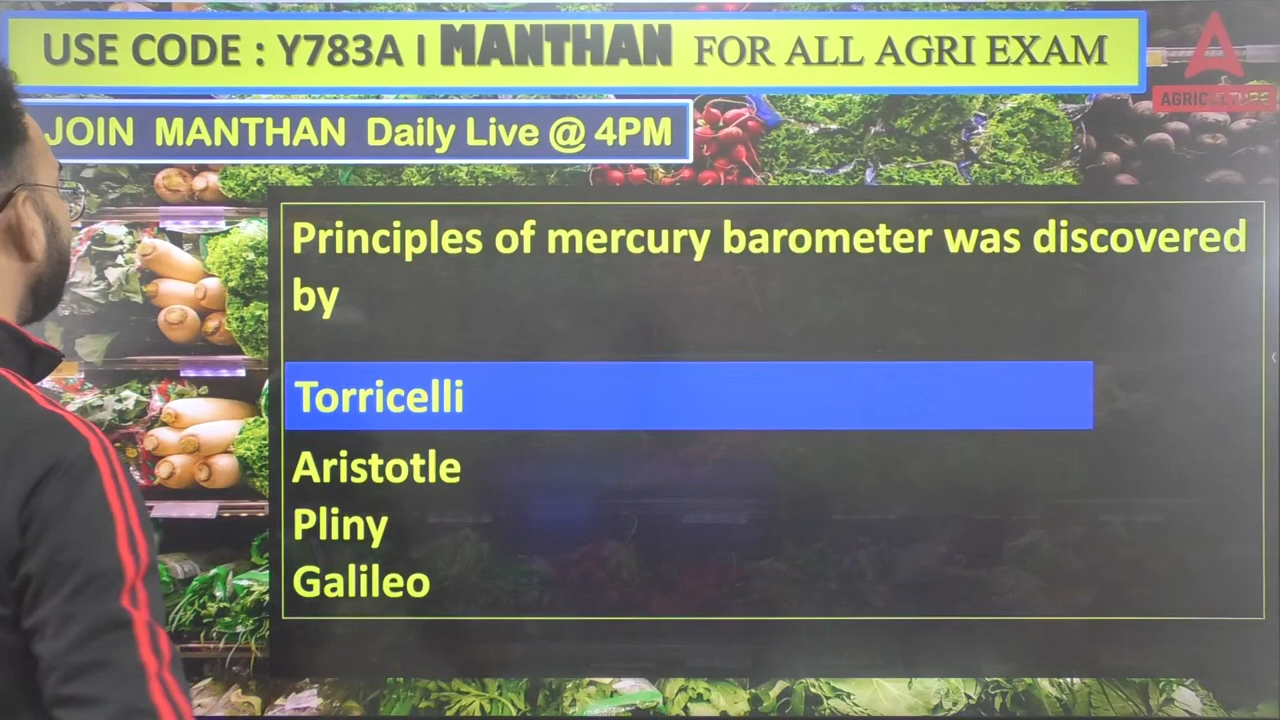 USE CODE : Y783A I MANTHAN FOR ALL AGRI EXAM
JOIN MANTHAN Daily Live @ 4PM
AGRICULTURE
Principles of mercury barometer was discovered
by
Torricelli
Aristotle
Pliny
Galileo